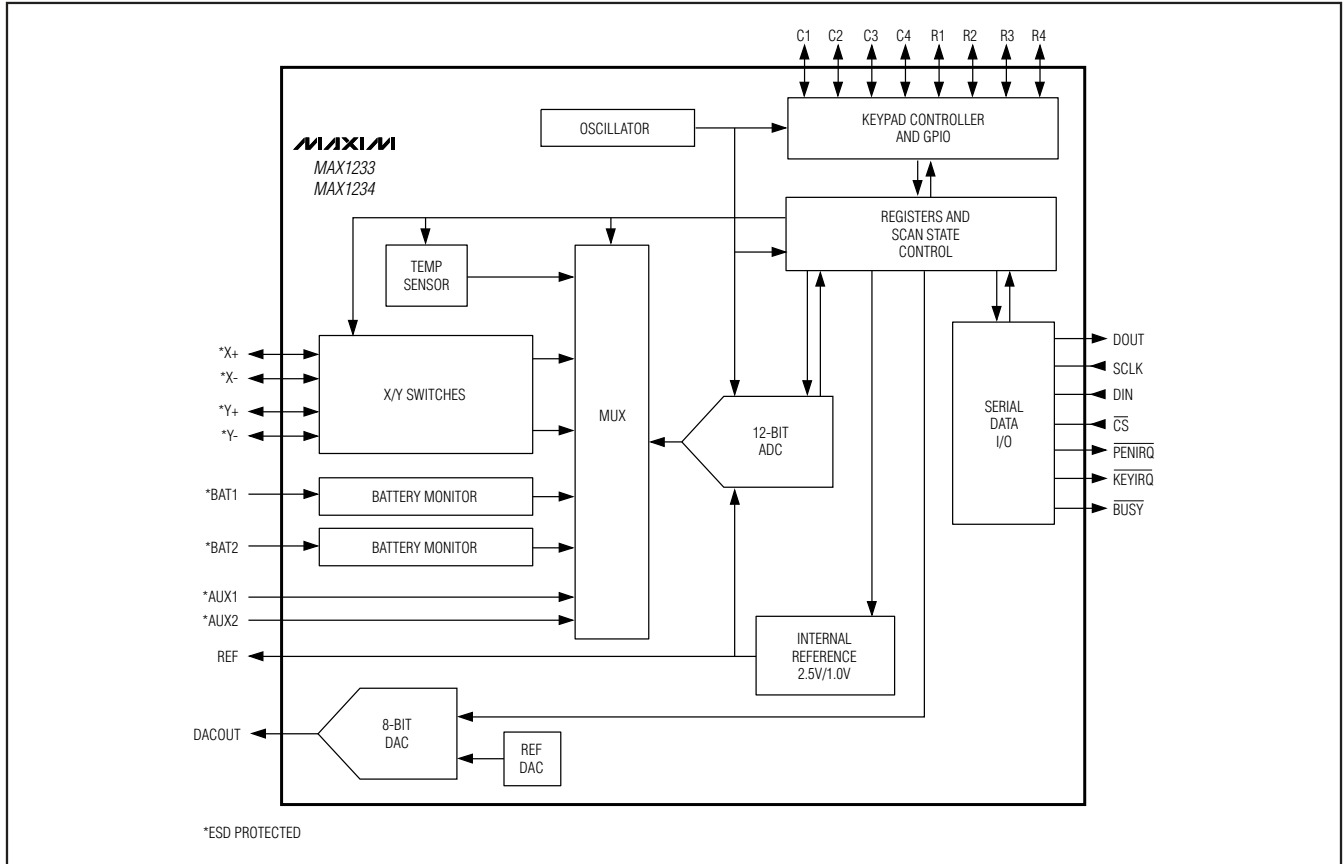 C1 C2 C3 C4 R1 R2 R3 R4
OSCILLATOR
KEYPAD CONTROLLER
AND GPIO
MAXIM
MAX1233
MAX1234
REGISTERS AND
SCAN STATE
CONTROL
TEMP
SENSOR
*X+
*X-
*Y+
*Y-
X/Y SWITCHES
MUX
12-BIT
ADC
SERIAL
DATA
I/O
DOUT
SCLK
DIN
CS
PENIRQ
KEYIRQ
BUSY
*BAT1
BATTERY MONITOR
*BAT2
BATTERY MONITOR
*AUX1
*AUX2
REF
INTERNAL
REFERENCE
2.5V/1.0V
DACOUT
8-BIT
DAC
REF
DAC
*ESD PROTECTED